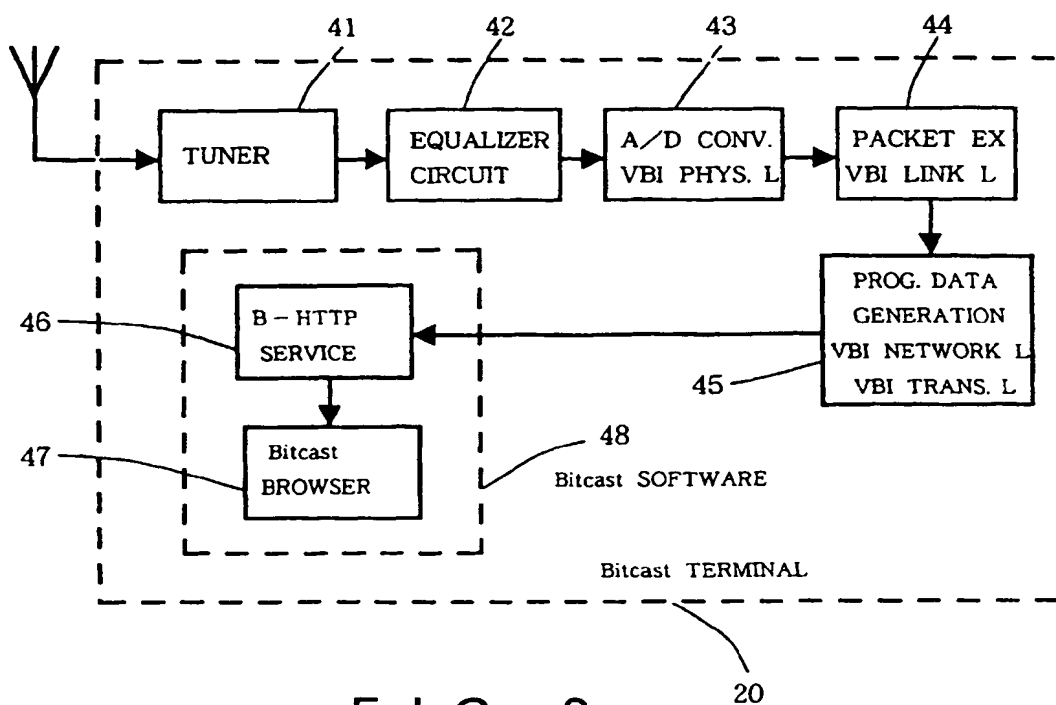 41
42
43
44
TUNER
EQUALIZER
CIRCUIT
A/D CONV.
VBI PHYS. L
PACKET EX
VBI LINK L
PROG. DATA
GENERATION
VBI NETWORK L
VBI TRANS. L
45
46
B-HTTP
SERVICE
47
Bitcast
BROWSER
48
Bitcast SOFTWARE
Bitcast TERMINAL
20